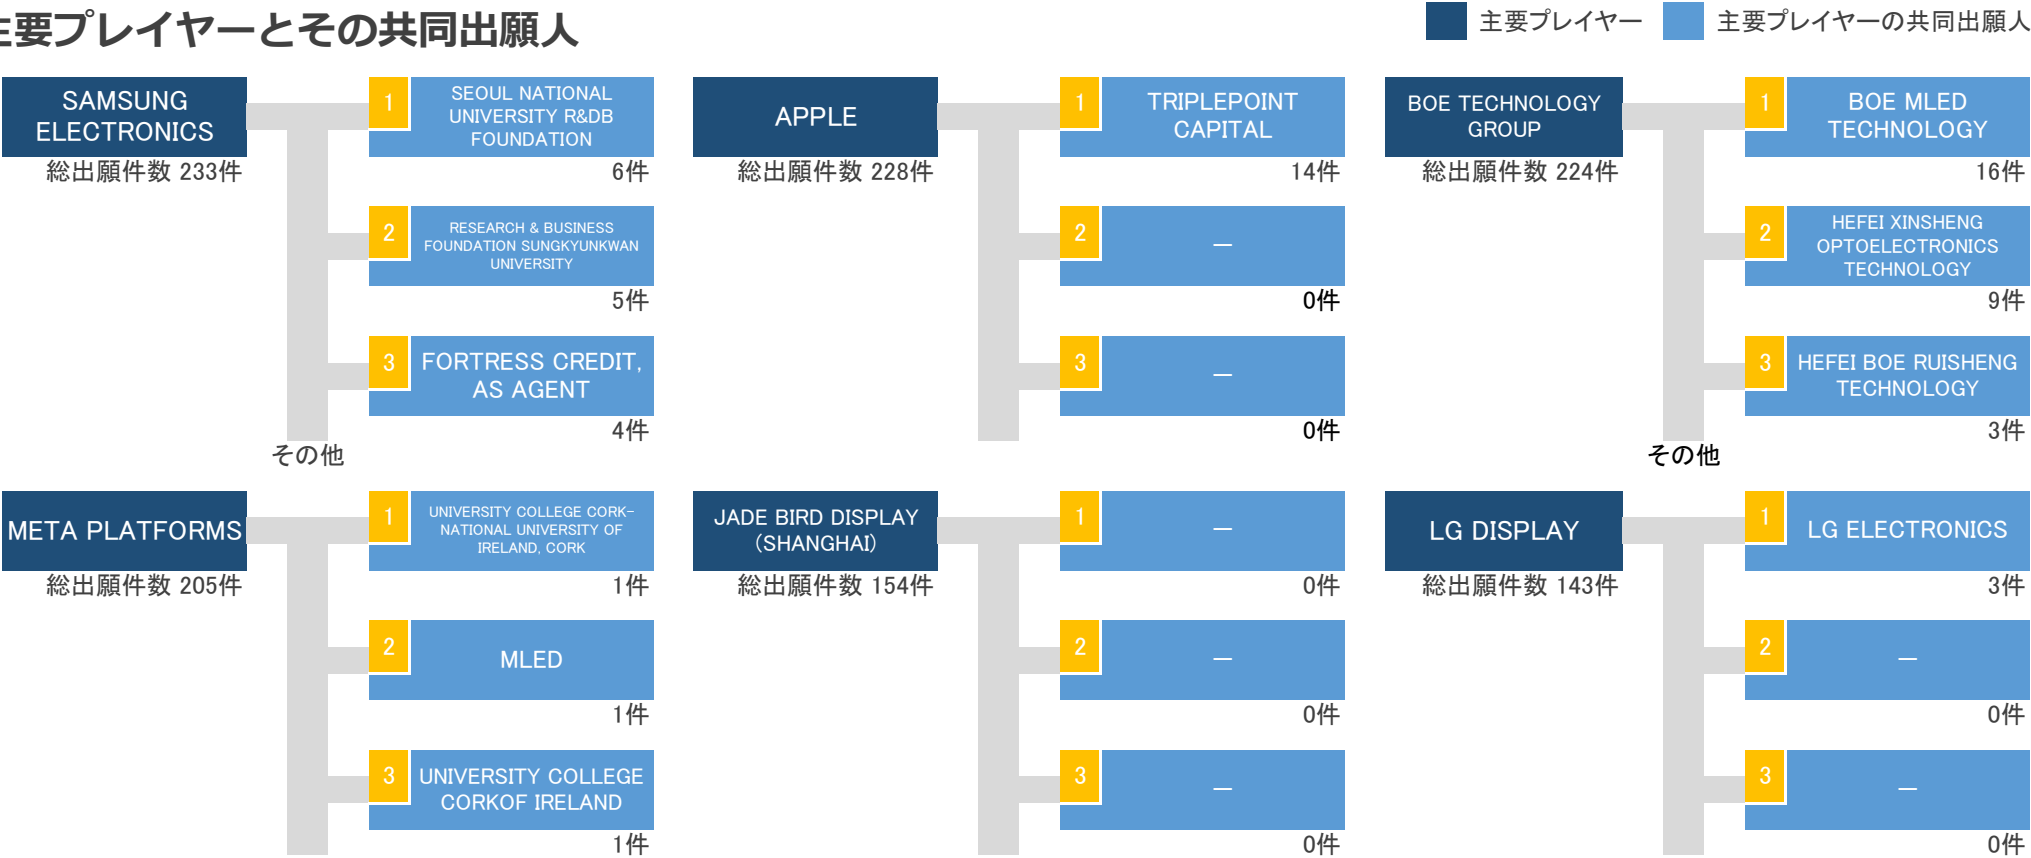 主要プレイヤーとその共同出願人
主要プレイヤー
主要プレイヤーの共同出願人
SAMSUNG
ELECTRONICS
総出願件数 233件
1
SEOUL NATIONAL
UNIVERSITY R&DB
FOUNDATION
6件
2
RESEARCH & BUSINESS
FOUNDATION SUNGKYUNKWAN
UNIVERSITY
5件
3
FORTRESS CREDIT,
AS AGENT
4件
その他
APPLE
総出願件数 228件
1
TRIPLEPOINT
CAPITAL
14件
2
－
0件
3
－
0件
BOE TECHNOLOGY
GROUP
総出願件数 224件
1
BOE MLED
TECHNOLOGY
16件
2
HEFEI XINSHENG
OPTOELECTRONICS
TECHNOLOGY
9件
3
HEFEI BOE RUISHENG
TECHNOLOGY
3件
その他
META PLATFORMS
総出願件数 205件
1
UNIVERSITY COLLEGE CORK-
NATIONAL UNIVERSITY OF
IRELAND, CORK
1件
2
MLED
1件
3
UNIVERSITY COLLEGE
CORKOF IRELAND
1件
JADE BIRD DISPLAY
(SHANGHAI)
総出願件数 154件
1
－
0件
2
－
0件
3
－
0件
LG DISPLAY
総出願件数 143件
1
LG ELECTRONICS
3件
2
－
0件
3
－
0件